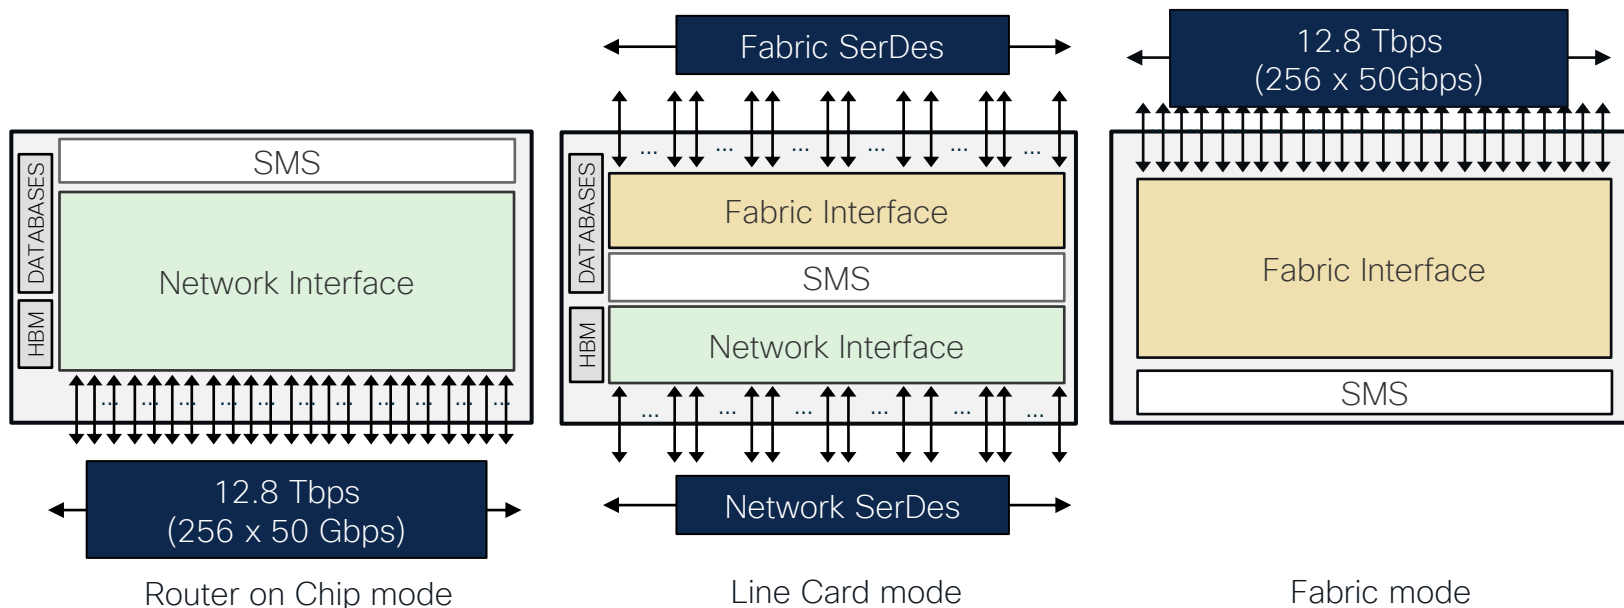 SMS
DATABASES
Network Interface
HBM
... ... ... ... ... ... ... ... ... ... ...
12.8 Tbps
(256 x 50 Gbps)
Router on Chip mode
Fabric SerDes
... ... ... ... ... ...
DATABASES
Fabric Interface
SMS
HBM
Network Interface
... ... ... ... ... ...
Network SerDes
Line Card mode
12.8 Tbps
(256 x 50Gbps)
Fabric Interface
SMS
Fabric mode